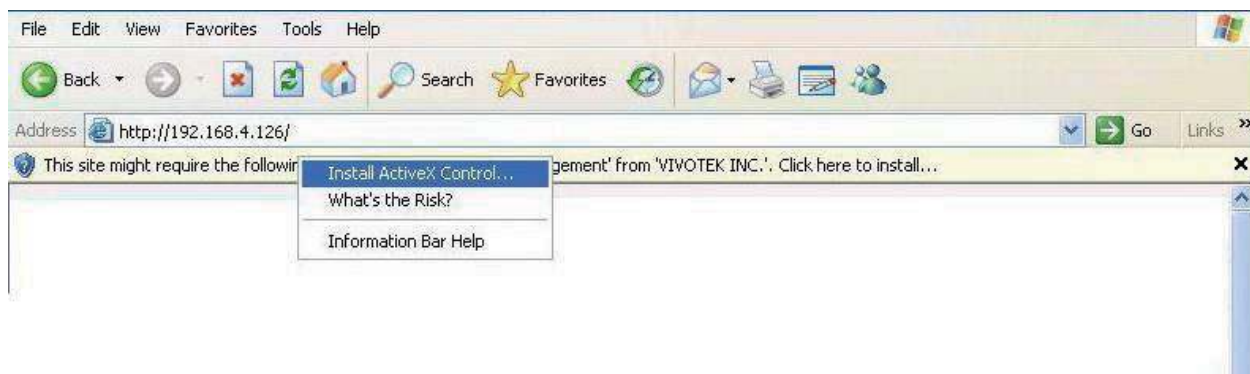 File Edit View Favorites Tools Help
Back Search Favorites
Address http://192.168.4.126/ Go Links »
This site might require the followin gement' from 'VIVOTEK INC.'. Click here to install...
Install ActiveX Control...
What's the Risk?
Information Bar Help